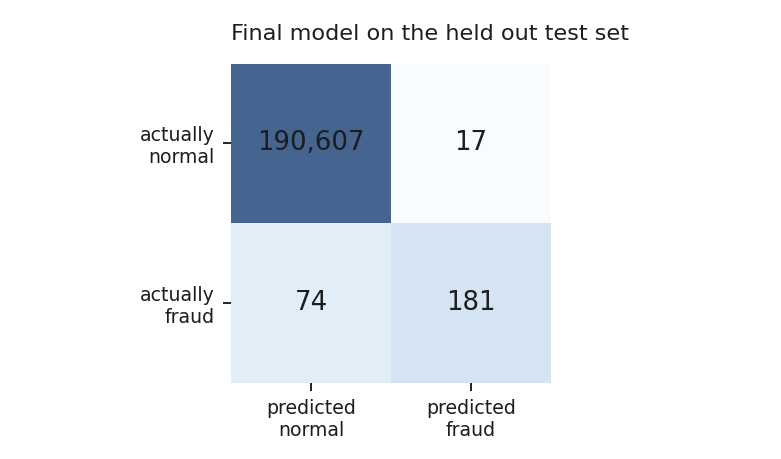 Final model on the held out test set
actually
normal
190,607
17
actually
fraud
74
181
predicted
normal
predicted
fraud